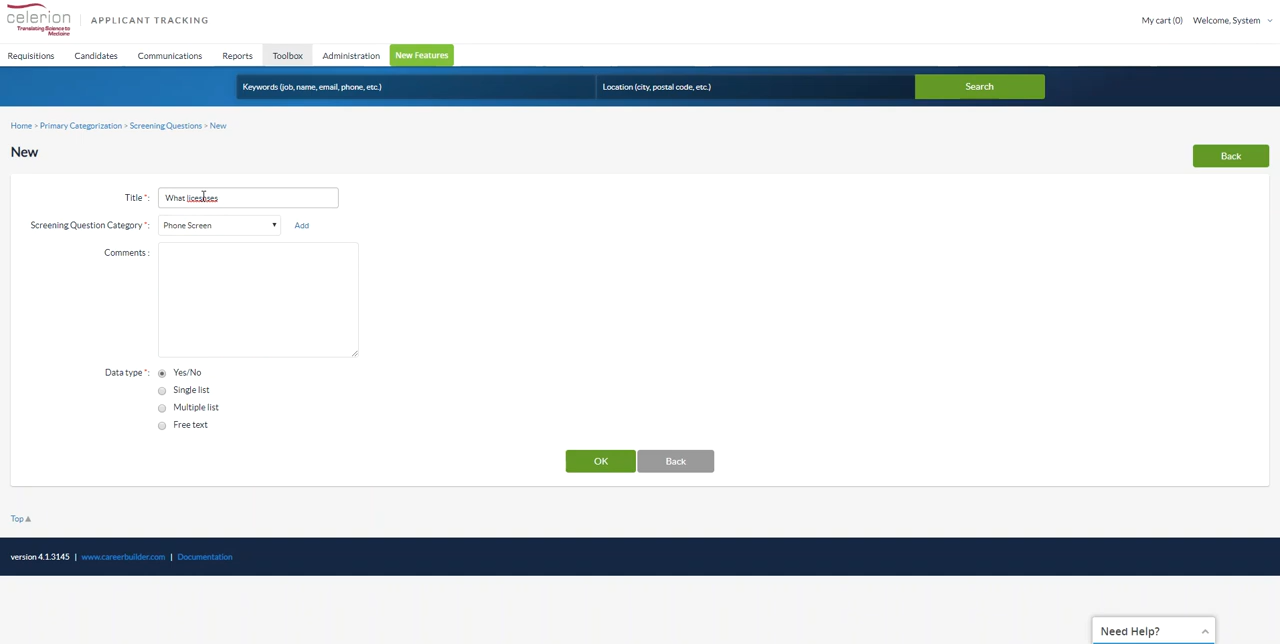 celerion
Translating Science to
Medicine
APPLICANT TRACKING
My cart (0) Welcome, System
Requisitions Candidates Communications Reports Toolbox Administration New Features
Keywords (job, name, email, phone, etc.) Location (city, postal code, etc.) Search
Home > Primary Categorization > Screening Questions > New
New
Back
Title *: What
Screening Question Category *: Phone Screen Add
Comments :
Data type *: Yes/No
Single list
Multiple list
Free text
OK Back
Top
version 4.1.3145 | www.careerbuilder.com | Documentation
Need Help?